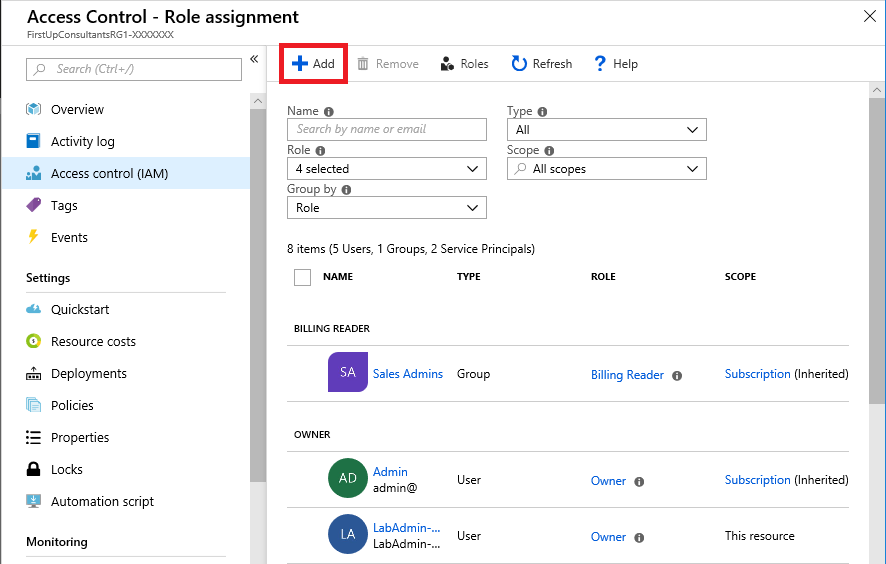 Access Control - Role assignment
FirstUpConsultantsRG1-XXXXXXX
Search (Ctrl+/)
Overview
Activity log
Access control (IAM)
Tags
Events
Settings
Quickstart
Resource costs
Deployments
Policies
Properties
Locks
Automation script
Monitoring
Add
Remove
Roles
Refresh
Help
Name
Search by name or email
Type
All
Role
4 selected
Scope
All scopes
Group by
Role
8 items (5 Users, 1 Groups, 2 Service Principals)
NAME TYPE ROLE SCOPE
BILLING READER
SA Sales Admins Group Billing Reader Subscription (Inherited)
OWNER
AD Admin User Owner Subscription (Inherited)
admin@
LA LabAdmin-... User Owner This resource
LabAdmin-...